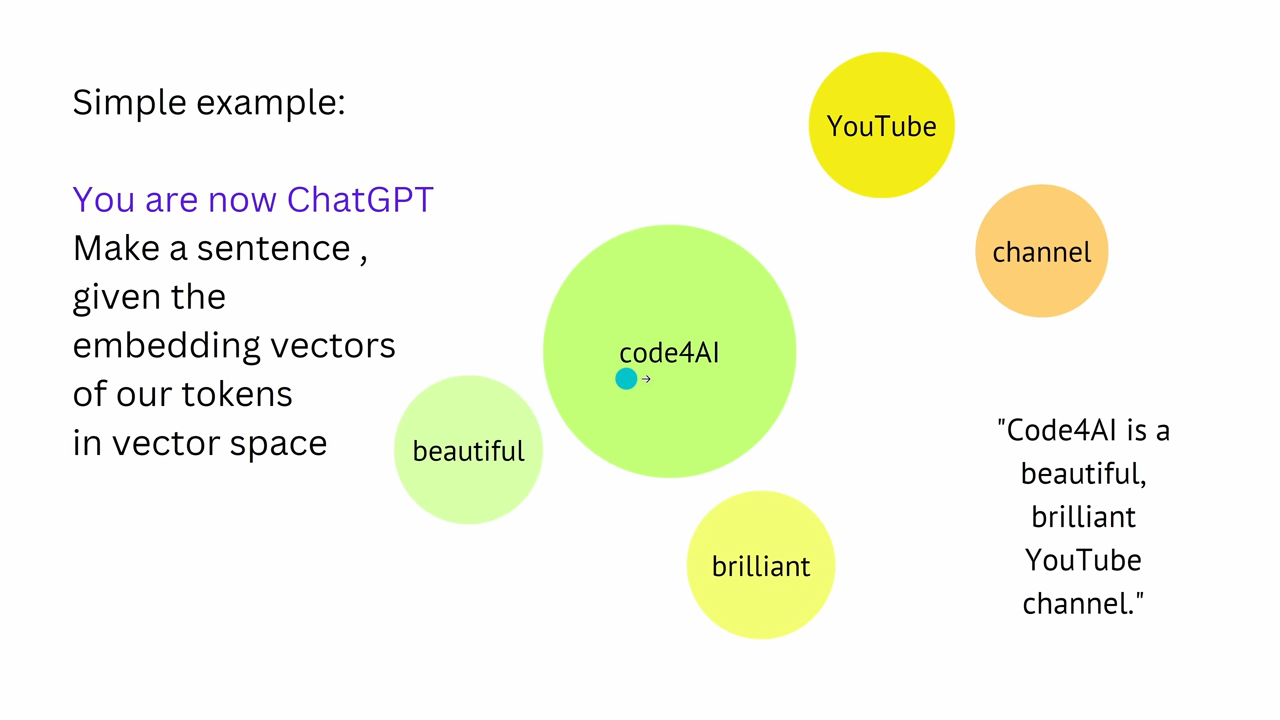 Simple example:
You are now ChatGPT
Make a sentence ,
given the
embedding vectors
of our tokens
in vector space
YouTube
channel
code4AI
→
beautiful
brilliant
"Code4AI is a
beautiful,
brilliant
YouTube
channel."